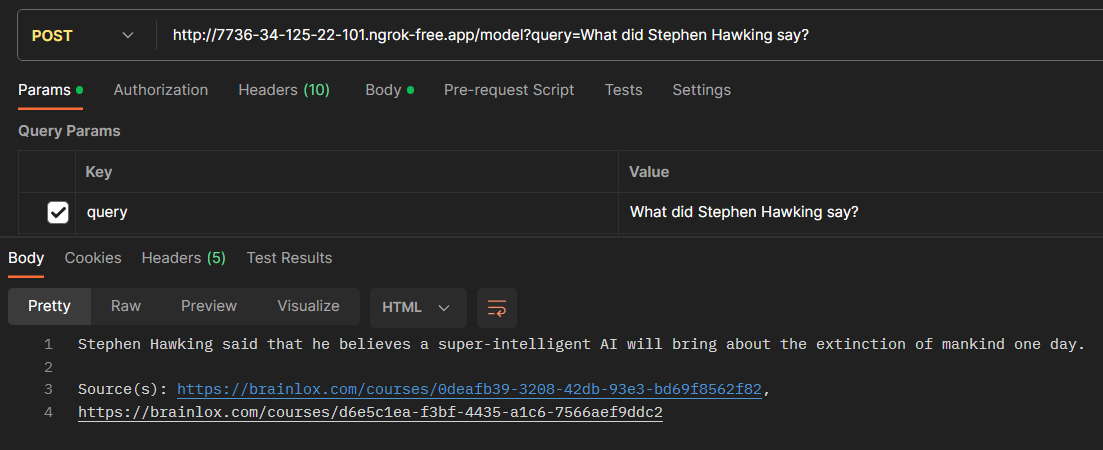 POST http://7736-34-125-22-101.ngrok-free.app/model?query=What did Stephen Hawking say?
Params Authorization Headers (10) Body Pre-request Script Tests Settings
Query Params
Key Value
query What did Stephen Hawking say?
Body Cookies Headers (5) Test Results
Pretty Raw Preview Visualize HTML
1 Stephen Hawking said that he believes a super-intelligent AI will bring about the extinction of mankind one day.
2
3 Source(s): https://brainlox.com/courses/0deafb39-3208-42db-93e3-bd69f8562f82,
4 https://brainlox.com/courses/d6e5c1ea-f3bf-4435-a1c6-7566aef9ddc2